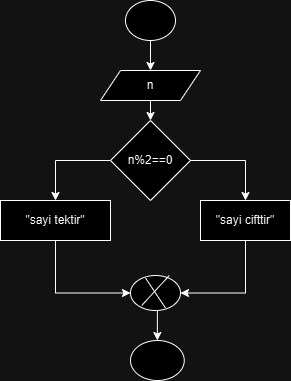 n
n%2==0
"sayi tektir"
"sayi cifttir"